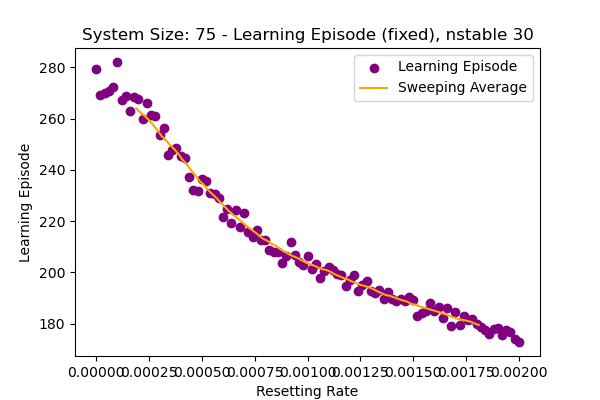 System Size: 75 - Learning Episode (fixed), nstable 30
Learning Episode
Sweeping Average
280
260
240
220
200
180
Learning Episode
0.00000 0.00025 0.00050 0.00075 0.00100 0.00125 0.00150 0.00175 0.00200
Resetting Rate